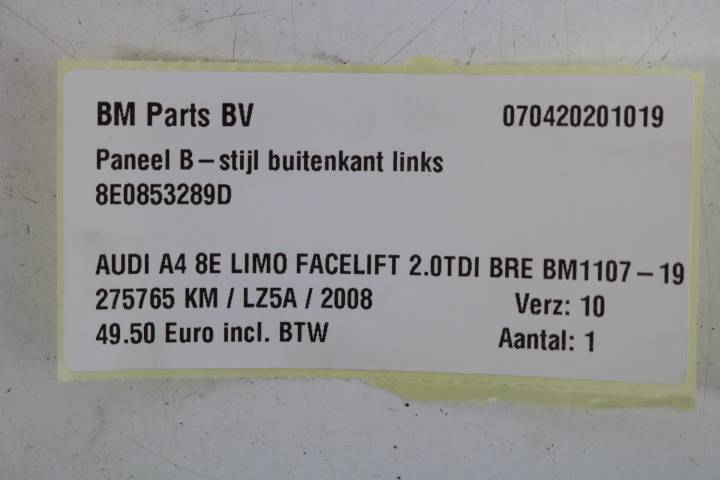 BM Parts BV 070420201019
Paneel B-stijl buitenkant links
8E0853289D
AUDI A4 8E LIMO FACELIFT 2.0TDI BRE BM1107-19
275765 KM / LZ5A / 2008 Verz: 10
49.50 Euro incl. BTW Aantal: 1